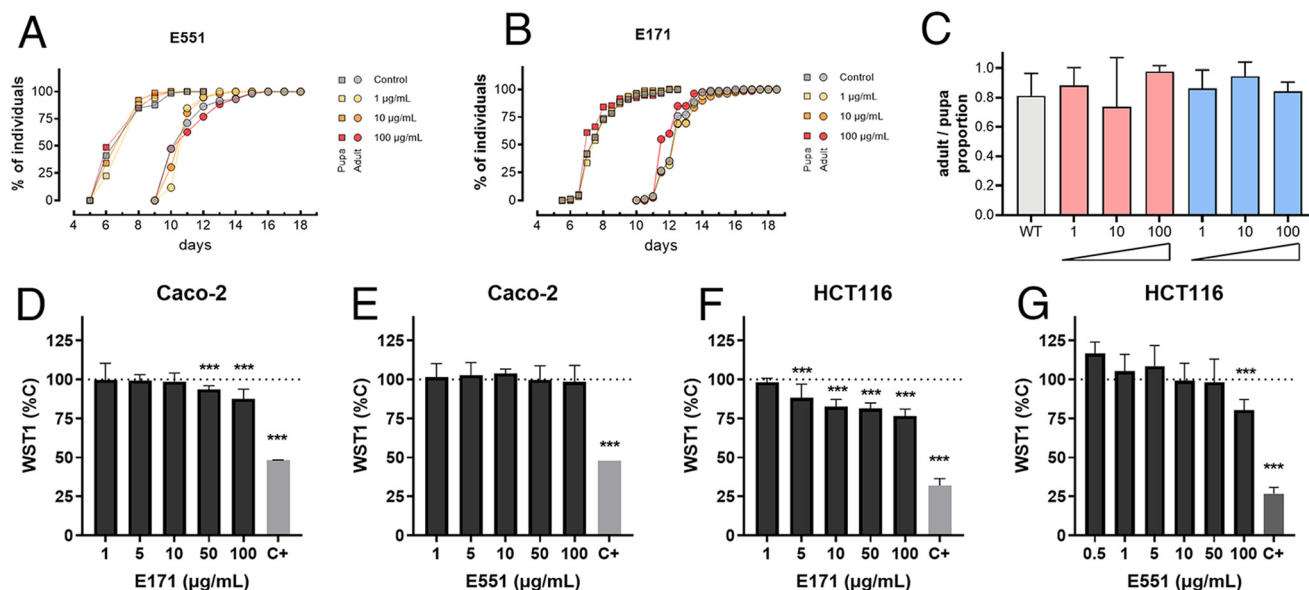 A
E551
% of individuals
100
75
50
25
0
4 6 8 10 12 14 16 18
days
Control
1 µg/mL
10 µg/mL
100 µg/mL
Pupa
Adult
B
E171
% of individuals
100
75
50
25
0
4 6 8 10 12 14 16 18
days
Control
1 µg/mL
10 µg/mL
100 µg/mL
Pupa
Adult
C
adult / pupa
proportion
1.0
0.8
0.6
0.4
0.2
0.0
WT 1 10 100 1 10 100
D
Caco-2
WST1 (%C)
125
100
75
50
25
0
*** *** ***
1 5 10 50 100 C+
E171 (µg/mL)
E
Caco-2
WST1 (%C)
125
100
75
50
25
0
***
1 5 10 50 100 C+
E551 (µg/mL)
F
HCT116
WST1 (%C)
125
100
75
50
25
0
*** *** *** *** ***
1 5 10 50 100 C+
E171 (µg/mL)
G
HCT116
WST1 (%C)
125
100
75
50
25
0
*** ***
0.5 1 5 10 50 100 C+
E551 (µg/mL)